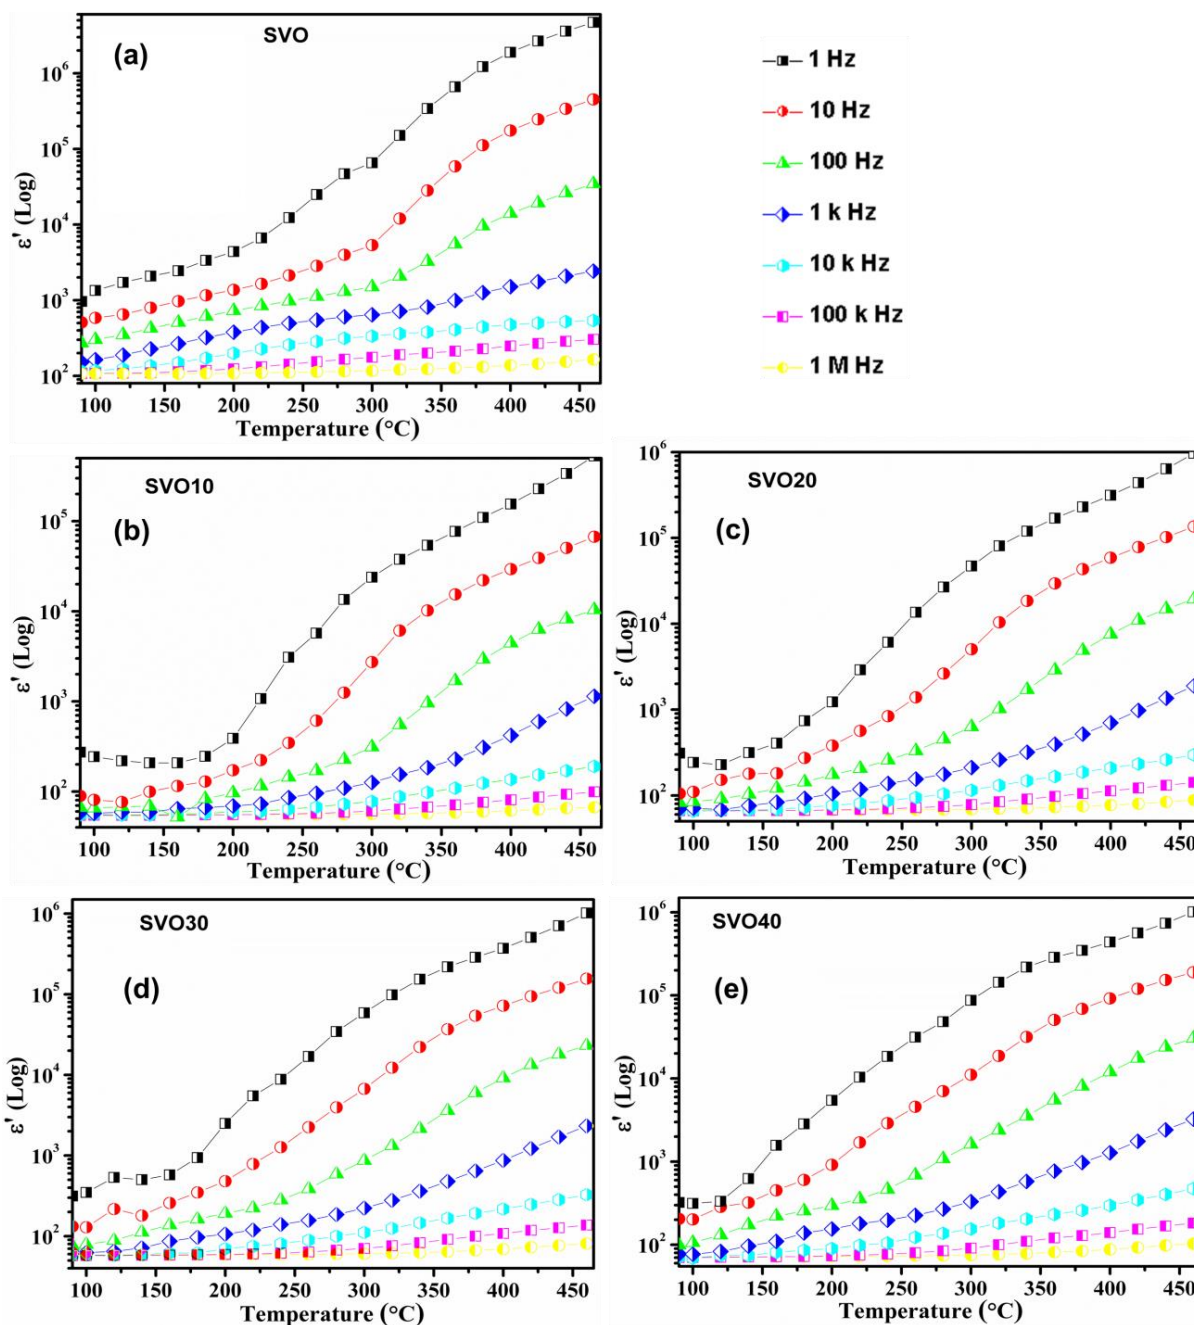 (a)
SVO
ε' (Log)
10⁶
10⁵
10⁴
10³
10²
100 150 200 250 300 350 400 450
Temperature (°C)
1 Hz
10 Hz
100 Hz
1 k Hz
10 k Hz
100 k Hz
1 M Hz
SVO10
(b)
ε' (Log)
10⁵
10⁴
10³
10²
100 150 200 250 300 350 400 450
Temperature (°C)
SVO20
(c)
ε' (Log)
10⁶
10⁵
10⁴
10³
10²
100 150 200 250 300 350 400 450
Temperature (°C)
SVO30
(d)
ε' (Log)
10⁶
10⁵
10⁴
10³
10²
100 150 200 250 300 350 400 450
Temperature (°C)
SVO40
(e)
ε' (Log)
10⁶
10⁵
10⁴
10³
10²
100 150 200 250 300 350 400 450
Temperature (°C)